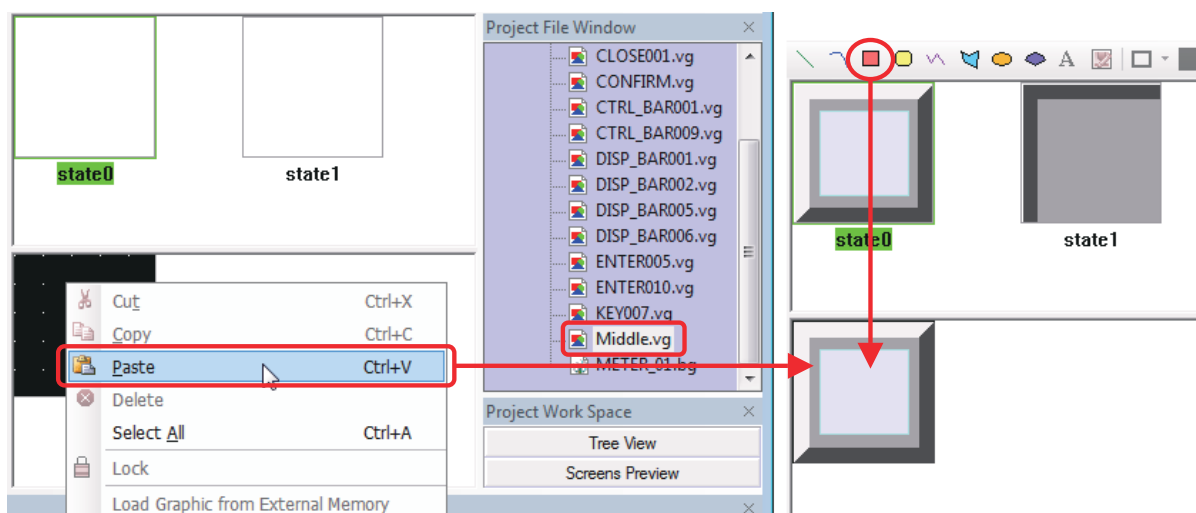 state0
state1
Cut Ctrl+X
Copy Ctrl+C
Paste Ctrl+V
Delete
Select All Ctrl+A
Lock
Load Graphic from External Memory
Project File Window
CLOSE001.vg
CONFIRM.vg
CTRL_BAR001.vg
CTRL_BAR009.vg
DISP_BAR001.vg
DISP_BAR002.vg
DISP_BAR005.vg
DISP_BAR006.vg
ENTER005.vg
ENTER010.vg
KEY007.vg
Middle.vg
METER_01.bg
Project Work Space
Tree View
Screens Preview
A
state0
state1